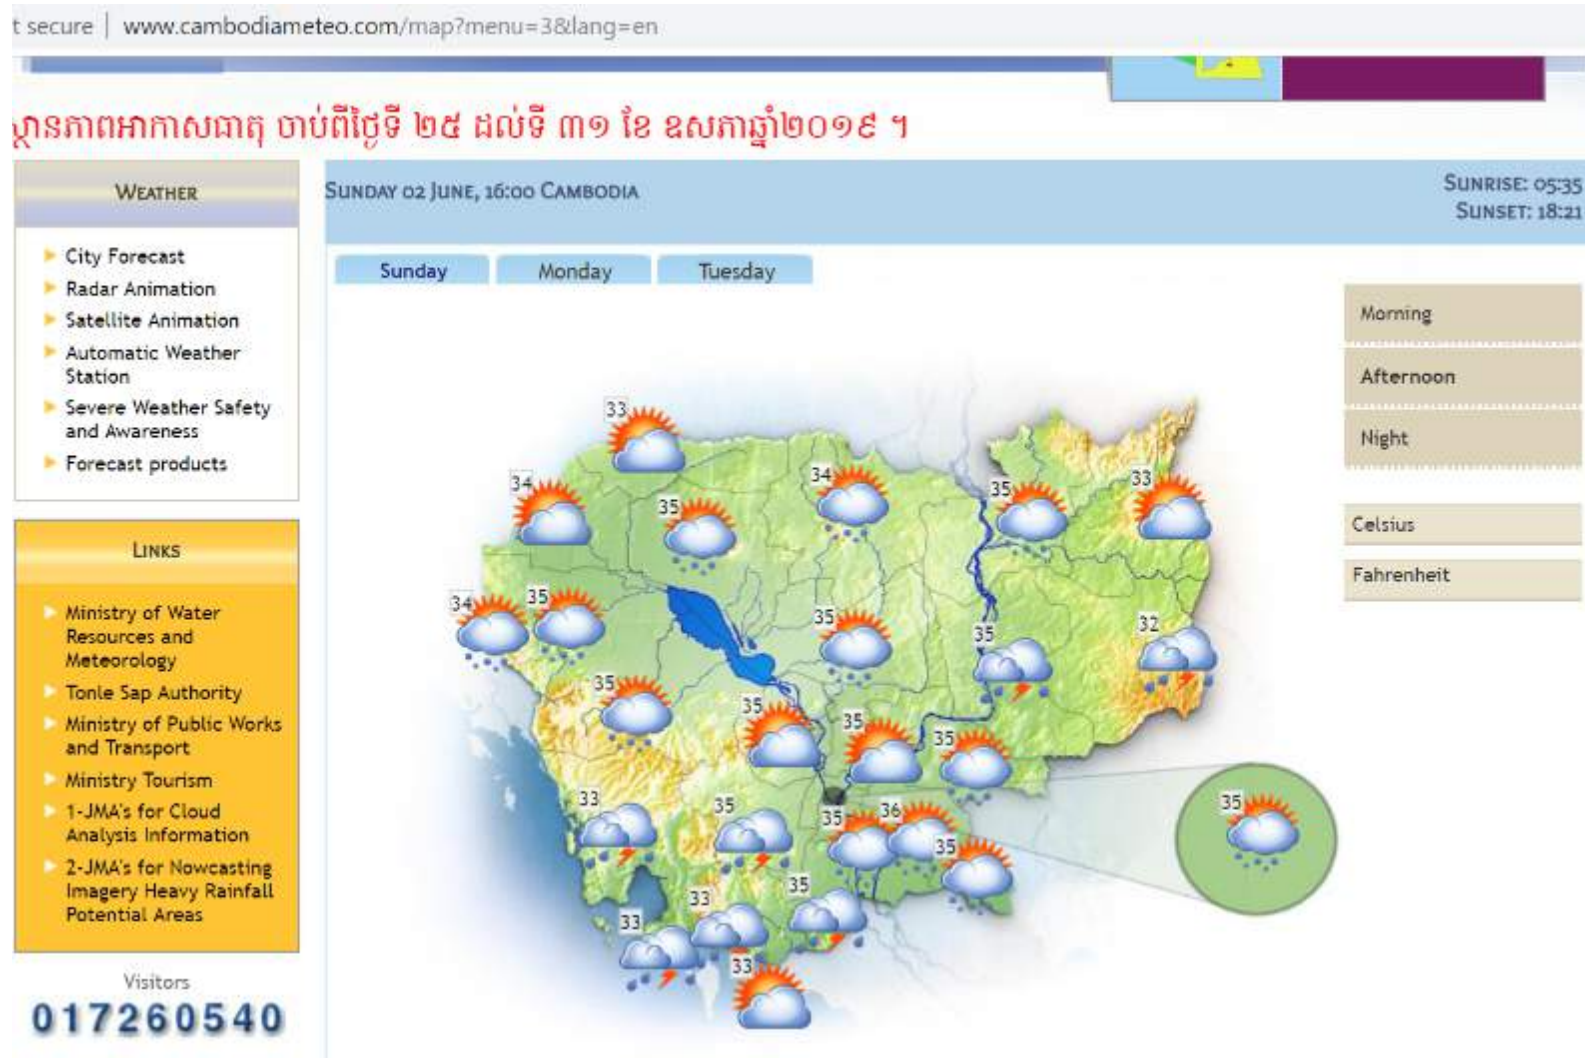 t secure | www.cambodiameteo.com/map?menu=3&lang=en
ស្ថានភាពអាកាសធាតុ ចាប់ពីថ្ងៃទី ២៥ ដល់ទី ៣១ ខែ ឧសភាឆ្នាំ២០១៩ ។
WEATHER
City Forecast
Radar Animation
Satellite Animation
Automatic Weather
Station
Severe Weather Safety
and Awareness
Forecast products
LINKS
Ministry of Water
Resources and
Meteorology
Tonle Sap Authority
Ministry of Public Works
and Transport
Ministry Tourism
1-JMA's for Cloud
Analysis Information
2-JMA's for Nowcasting
Imagery Heavy Rainfall
Potential Areas
Visitors
017260540
SUNDAY 02 JUNE, 16:00 CAMBODIA
SUNRISE: 05:35
SUNSET: 18:21
Sunday Monday Tuesday
33
34
35
34
35
33
34
35
35
35
32
35
35
35
35
33
35
35
36
35
35
33
35
33
33
Morning
Afternoon
Night
Celsius
Fahrenheit